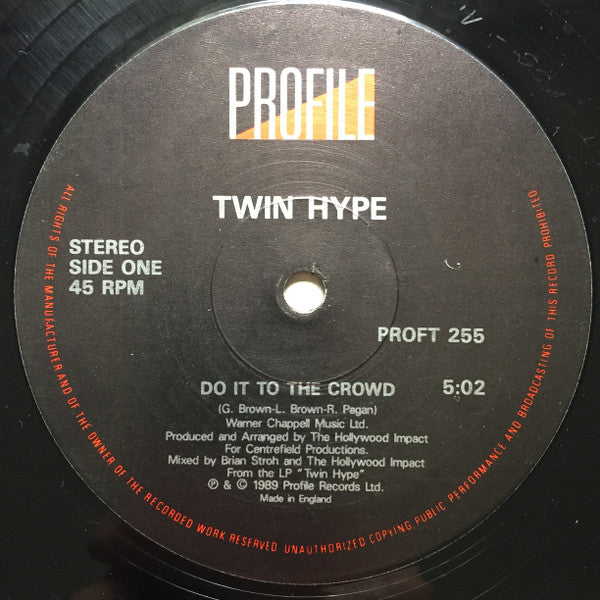 PROFILE
TWIN HYPE
STEREO
SIDE ONE
45 RPM
PROFT 255
DO IT TO THE CROWD 5:02
(G. Brown-L. Brown-R. Pagan)
Warner Chappell Music Ltd.
Produced and Arranged by The Hollywood Impact
For Centrefield Productions.
Mixed by Brian Stroh and The Hollywood Impact
From the LP "Twin Hype"
℗ & © 1989 Profile Records Ltd.
Made in England
ALL RIGHTS OF THE MANUFACTURER AND OF THE OWNER OF THE RECORDED WORK RESERVED. UNAUTHORIZED COPYING, PUBLIC PERFORMANCE AND BROADCASTING OF THIS RECORD PROHIBITED